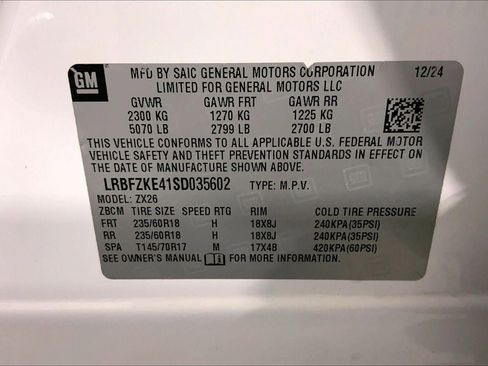 GM
MFD BY SAIC GENERAL MOTORS CORPORATION 12/24
LIMITED FOR GENERAL MOTORS LLC
GVWR GAWR FRT GAWR RR
2300 KG 1270 KG 1225 KG
5070 LB 2799 LB 2700 LB
THIS VEHICLE CONFORMS TO ALL APPLICABLE U.S. FEDERAL MOTOR
VEHICLE SAFETY AND THEFT PREVENTION STANDARDS IN EFFECT ON
THE DATE OF MANUFACTURE SHOWN ABOVE.
LRBFZKE41SD035602 TYPE: M.P.V.
MODEL: ZX26
ZBCM TIRE SIZE SPEED RTG RIM COLD TIRE PRESSURE
FRT 235/60R18 H 18X8J 240KPA(35PSI)
RR 235/60R18 H 18X8J 240KPA(35PSI)
SPA T145/70R17 M 17X4B 420KPA(60PSI)
SEE OWNER'S MANUAL FOR MORE INFORMATION